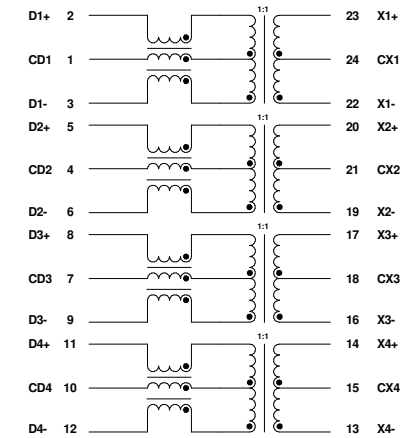 1:1
D1+ 2 23 X1+
CD1 1 24 CX1
D1- 3 22 X1-
1:1
D2+ 5 20 X2+
CD2 4 21 CX2
D2- 6 19 X2-
1:1
D3+ 8 17 X3+
CD3 7 18 CX3
D3- 9 16 X3-
1:1
D4+ 11 14 X4+
CD4 10 15 CX4
D4- 12 13 X4-